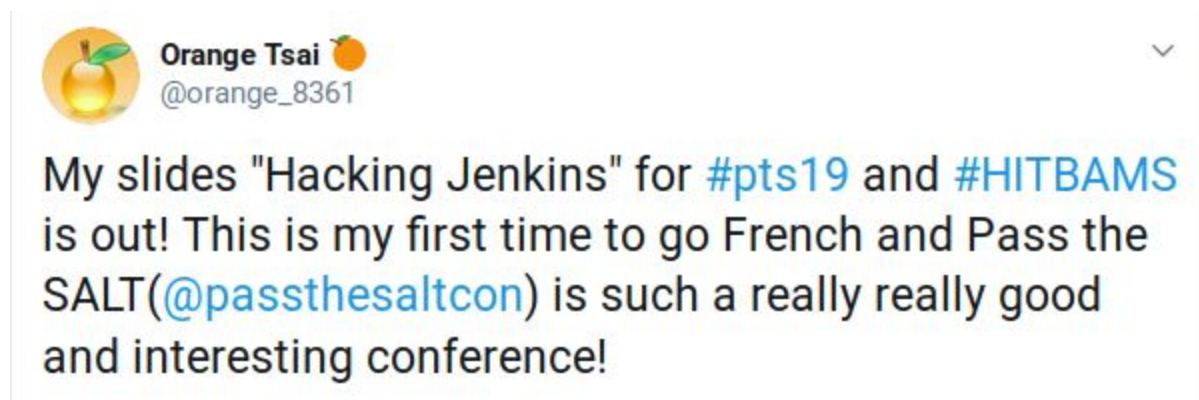 Orange Tsai 🍊
@orange_8361
My slides "Hacking Jenkins" for #pts19 and #HITBAMS
is out! This is my first time to go French and Pass the
SALT(@passthesaltcon) is such a really really good
and interesting conference!